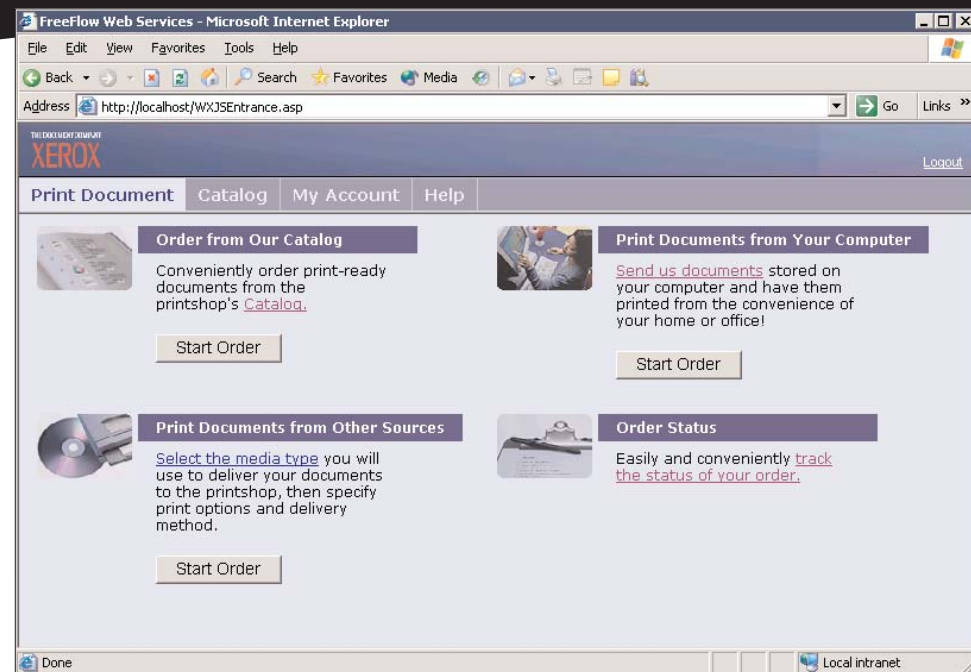 FreeFlow Web Services - Microsoft Internet Explorer
File Edit View Favorites Tools Help
Back Search Favorites Media
Address http://localhost/WXJSEntrance.asp Go Links »
THE DOCUMENT COMPANY
XEROX
Logout
Print Document Catalog My Account Help
Order from Our Catalog
Conveniently order print-ready
documents from the
printshop's Catalog.
Start Order
Print Documents from Your Computer
Send us documents stored on
your computer and have them
printed from the convenience of
your home or office!
Start Order
Print Documents from Other Sources
Select the media type you will
use to deliver your documents
to the printshop, then specify
print options and delivery
method.
Start Order
Order Status
Easily and conveniently track
the status of your order.
Done Local intranet